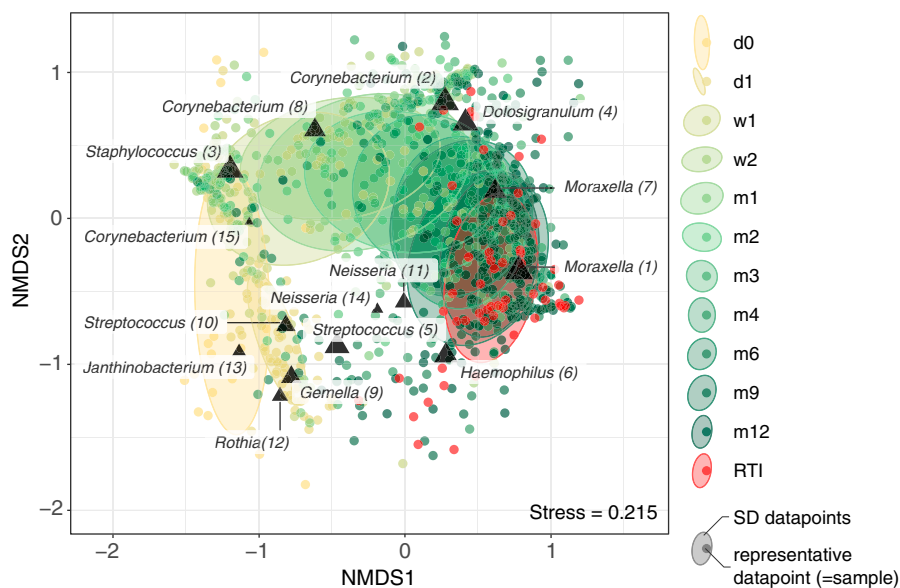 1
0
−1
−2
NMDS2
−2
−1
0
1
NMDS1
Corynebacterium (2)
Corynebacterium (8)
Dolosigranulum (4)
Staphylococcus (3)
Moraxella (7)
Corynebacterium (15)
Neisseria (11)
Moraxella (1)
Neisseria (14)
Streptococcus (10)
Streptococcus (5)
Janthinobacterium (13)
Haemophilus (6)
Gemella (9)
Rothia(12)
Stress = 0.215
d0
d1
w1
w2
m1
m2
m3
m4
m6
m9
m12
RTI
SD datapoints
representative
datapoint (=sample)